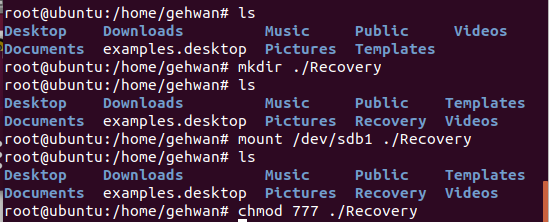 root@ubuntu:/home/gehwan# ls
Desktop Downloads Music Public Videos
Documents examples.desktop Pictures Templates
root@ubuntu:/home/gehwan# mkdir ./Recovery
root@ubuntu:/home/gehwan# ls
Desktop Downloads Music Public Templates
Documents examples.desktop Pictures Recovery Videos
root@ubuntu:/home/gehwan# mount /dev/sdb1 ./Recovery
root@ubuntu:/home/gehwan# ls
Desktop Downloads Music Public Templates
Documents examples.desktop Pictures Recovery Videos
root@ubuntu:/home/gehwan# chmod 777 ./Recovery